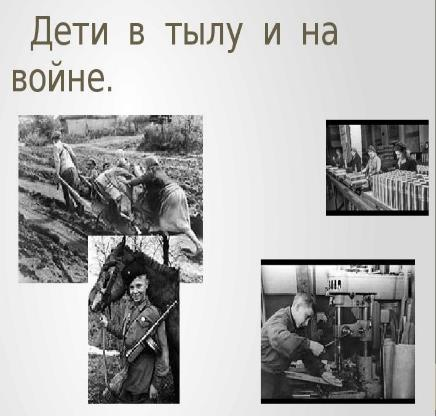 Дети в тылу и на
войне.